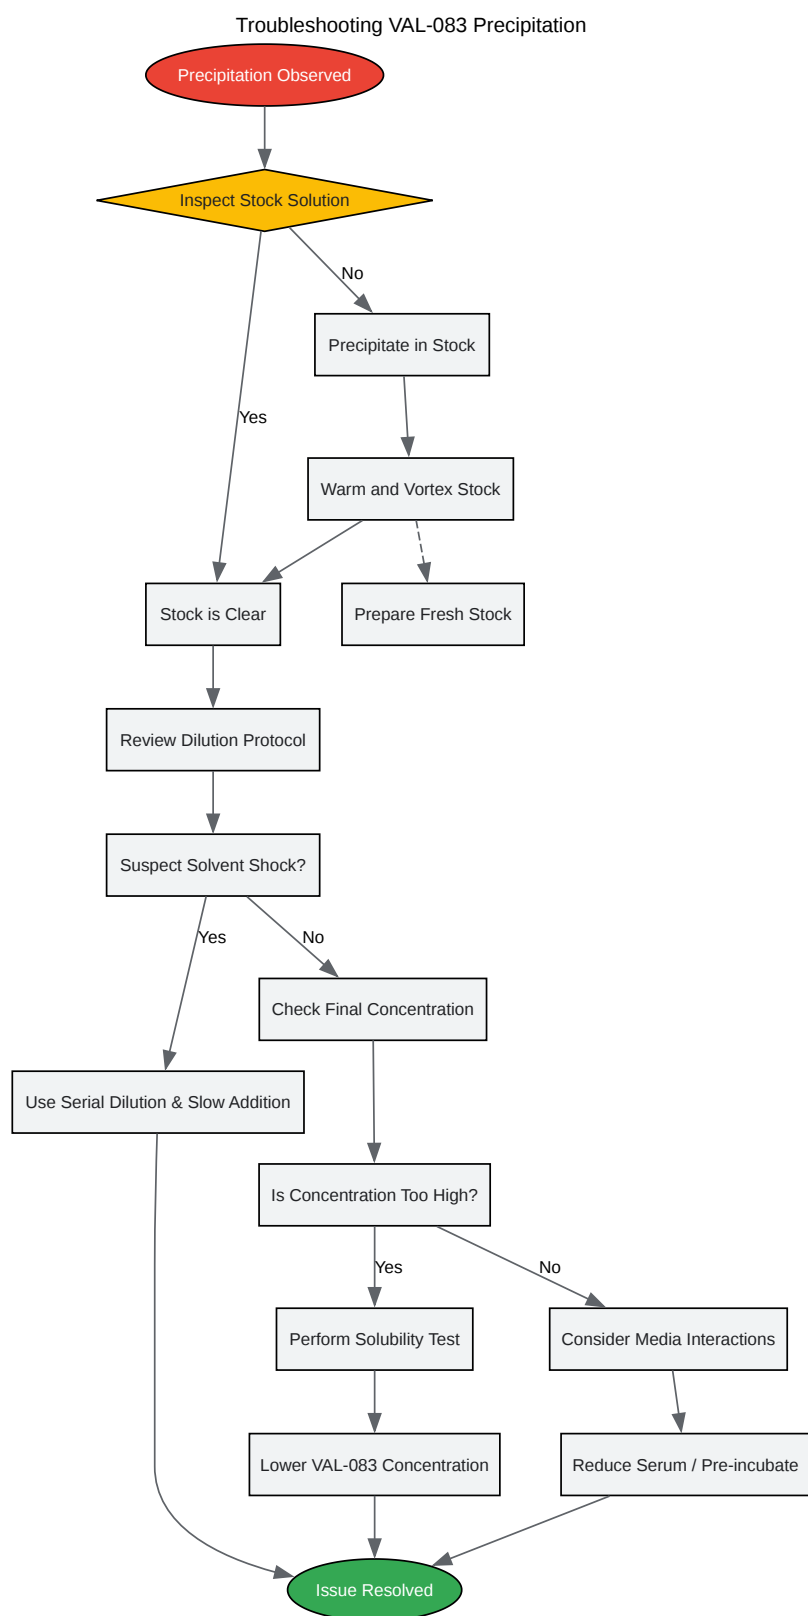 Troubleshooting VAL-083 Precipitation
Precipitation Observed
Inspect Stock Solution
No
Precipitate in Stock
Yes
Warm and Vortex Stock
Stock is Clear
Prepare Fresh Stock
Review Dilution Protocol
Suspect Solvent Shock?
Yes
No
Check Final Concentration
Use Serial Dilution & Slow Addition
Is Concentration Too High?
Yes
No
Perform Solubility Test
Consider Media Interactions
Lower VAL-083 Concentration
Reduce Serum / Pre-incubate
Issue Resolved